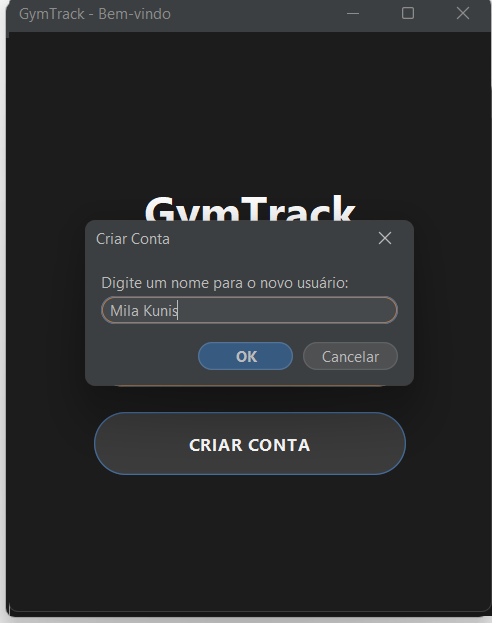 GymTrack - Bem-vindo
GymTrack
Criar Conta
Digite um nome para o novo usuário:
Mila Kunis
OK
Cancelar
CRIAR CONTA